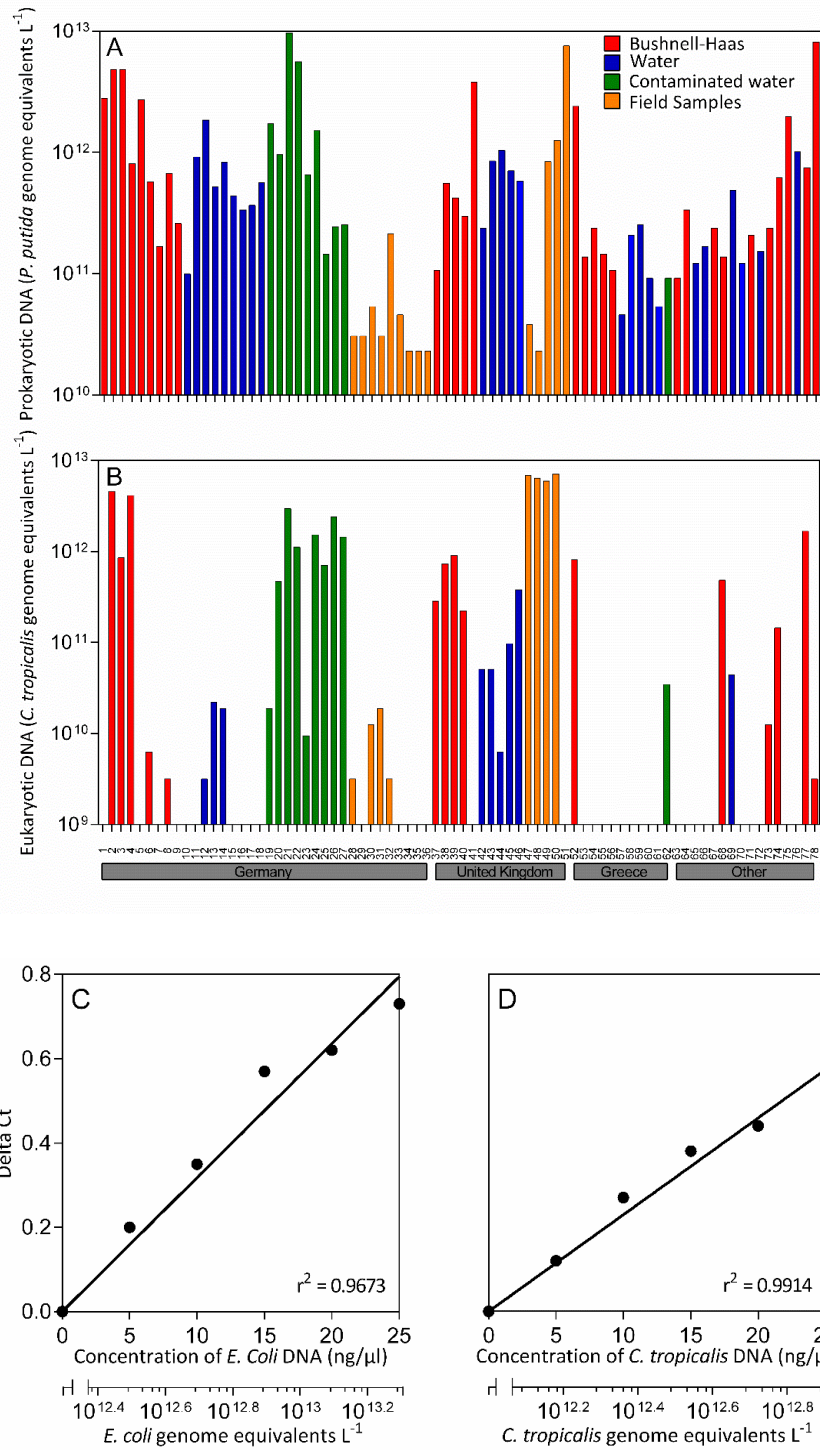 Prokaryotic DNA (P. putida genome equivalents L-1)
10^13
10^12
10^11
10^10
A
Bushnell-Haas
Water
Contaminated water
Field Samples
Eukaryotic DNA (C. tropicalis genome equivalents L-1)
10^13
10^12
10^11
10^10
10^9
B
1 2 3 4 5 6 7 8 9 10 11 12 13 14 15 16 17 18 19 20 21 22 23 24 25 26 27 28 29 30 31 32 33 34 35 36 37 38 39 40 41 42 43 44 45 46 47 48 49 50 51 52 53 54 55 56 57 58 59 60 61 62 63 64 65 66 67 68 69 70 71 72 73 74 75 76 77 78
Germany United Kingdom Greece Other
Delta Ct
0.8
0.6
0.4
0.2
0.0
C
r² = 0.9673
0 5 10 15 20 25
Concentration of E. Coli DNA (ng/µl)
10^12.4 10^12.6 10^12.8 10^13 10^13.2
E. coli genome equivalents L-1
D
r² = 0.9914
0 5 10 15 20
Concentration of C. tropicalis DNA (ng/µ
10^12.2 10^12.4 10^12.6 10^12.8
C. tropicalis genome equivalents L-1